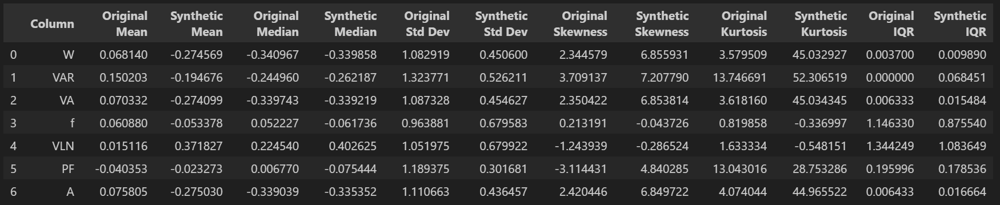 Column Original Mean Synthetic Mean Original Median Synthetic Median Original Std Dev Synthetic Std Dev Original Skewness Synthetic Skewness Original Kurtosis Synthetic Kurtosis Original IQR Synthetic IQR
0 W 0.068140 -0.274569 -0.340967 -0.339858 1.082919 0.450600 2.344579 6.855931 3.579509 45.032927 0.003700 0.009890
1 VAR 0.150203 -0.194676 -0.244960 -0.262187 1.323771 0.526211 3.709137 7.207790 13.746691 52.306519 0.000000 0.068451
2 VA 0.070332 -0.274099 -0.339743 -0.339219 1.087328 0.454627 2.350422 6.853814 3.618160 45.034345 0.006333 0.015484
3 f 0.060880 -0.053378 0.052227 -0.061736 0.963881 0.679583 0.213191 -0.043726 0.819858 -0.336997 1.146330 0.875540
4 VLN 0.015116 0.371827 0.224540 0.402625 1.051975 0.679922 -1.243939 -0.286524 1.633334 -0.548151 1.344249 1.083649
5 PF -0.040353 -0.023273 0.006770 -0.075444 1.189375 0.301681 -3.114431 4.840285 13.043016 28.753286 0.195996 0.178536
6 A 0.075805 -0.275030 -0.339039 -0.335352 1.110663 0.436457 2.420446 6.849722 4.074044 44.965522 0.006433 0.016664